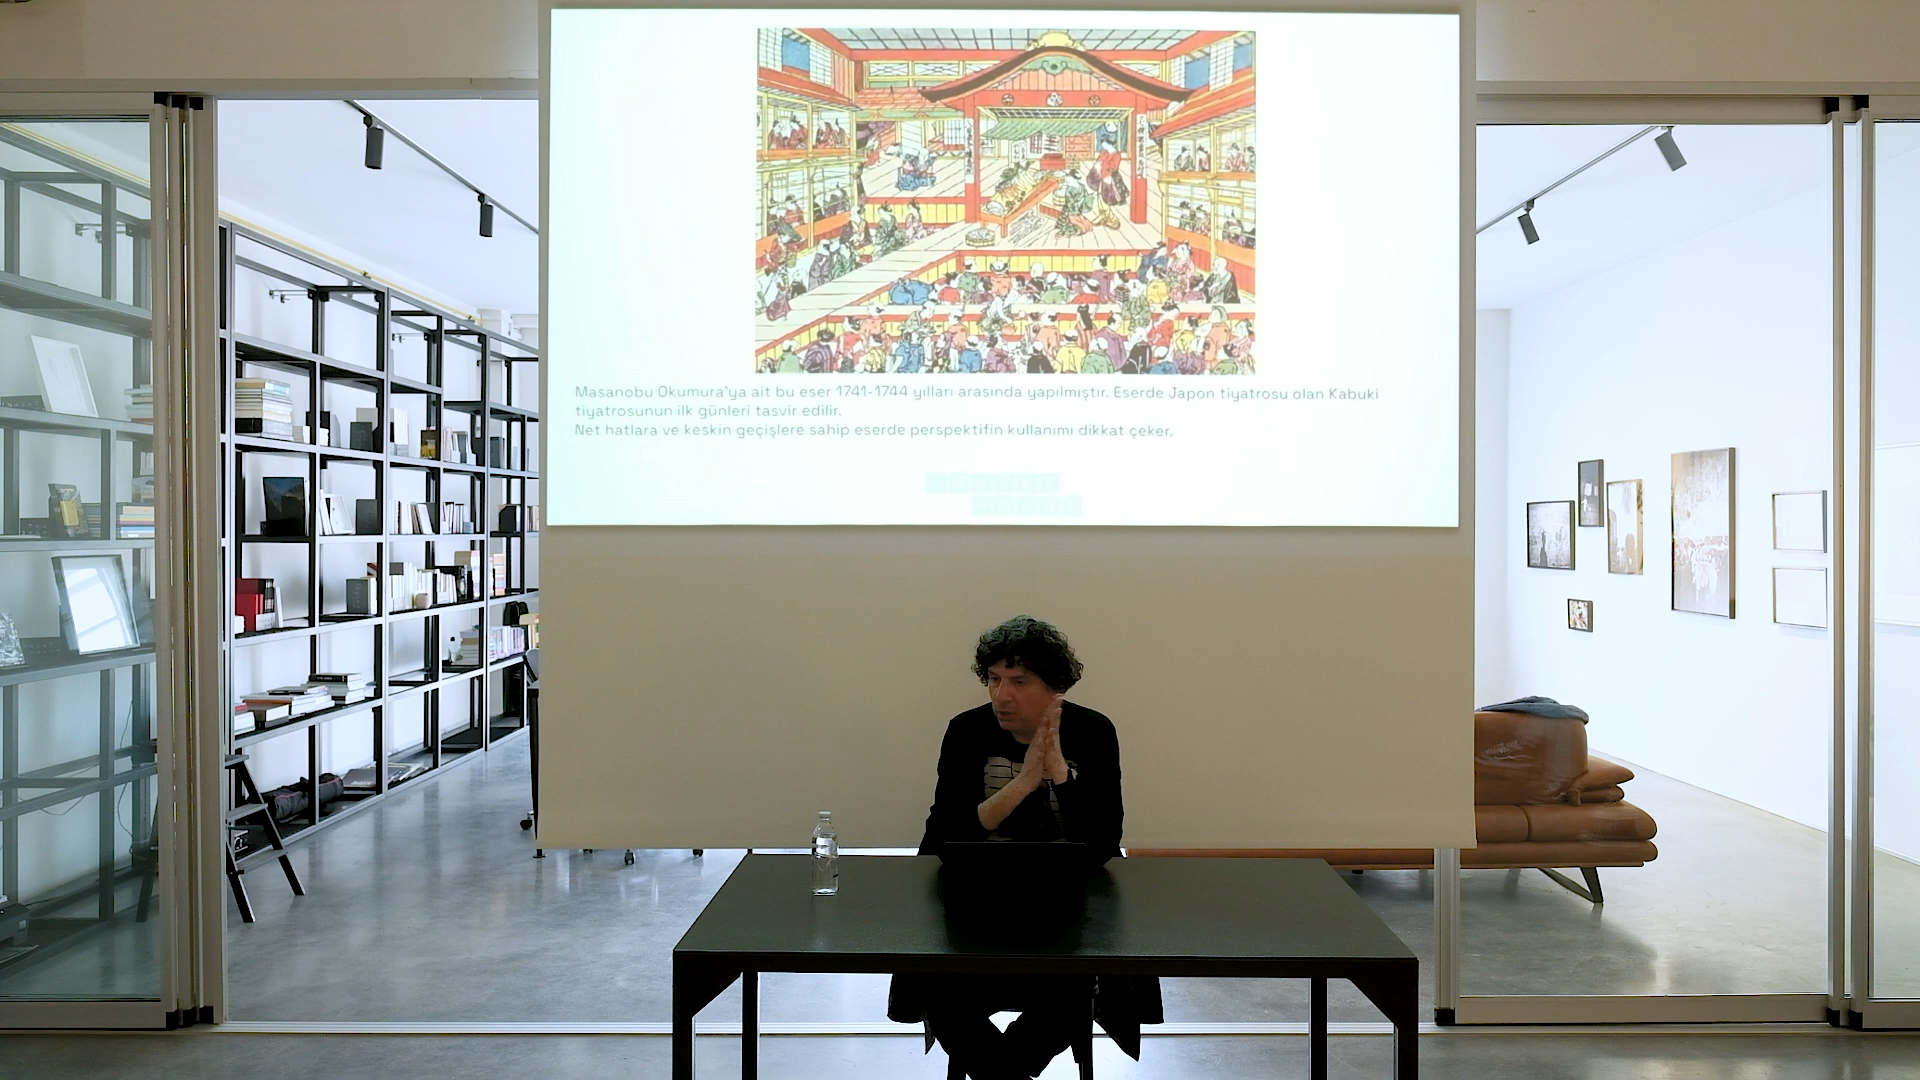 Masanobu Okumura'ya ait bu eser 1741-1744 yılları arasında yapılmıştır. Eserde Japon tiyatrosu olan Kabuki
tiyatrosunun ilk günleri tasvir edilir.
Net hatlara ve keskin geçişlere sahip eserde perspektifin kullanımı dikkat çeker.